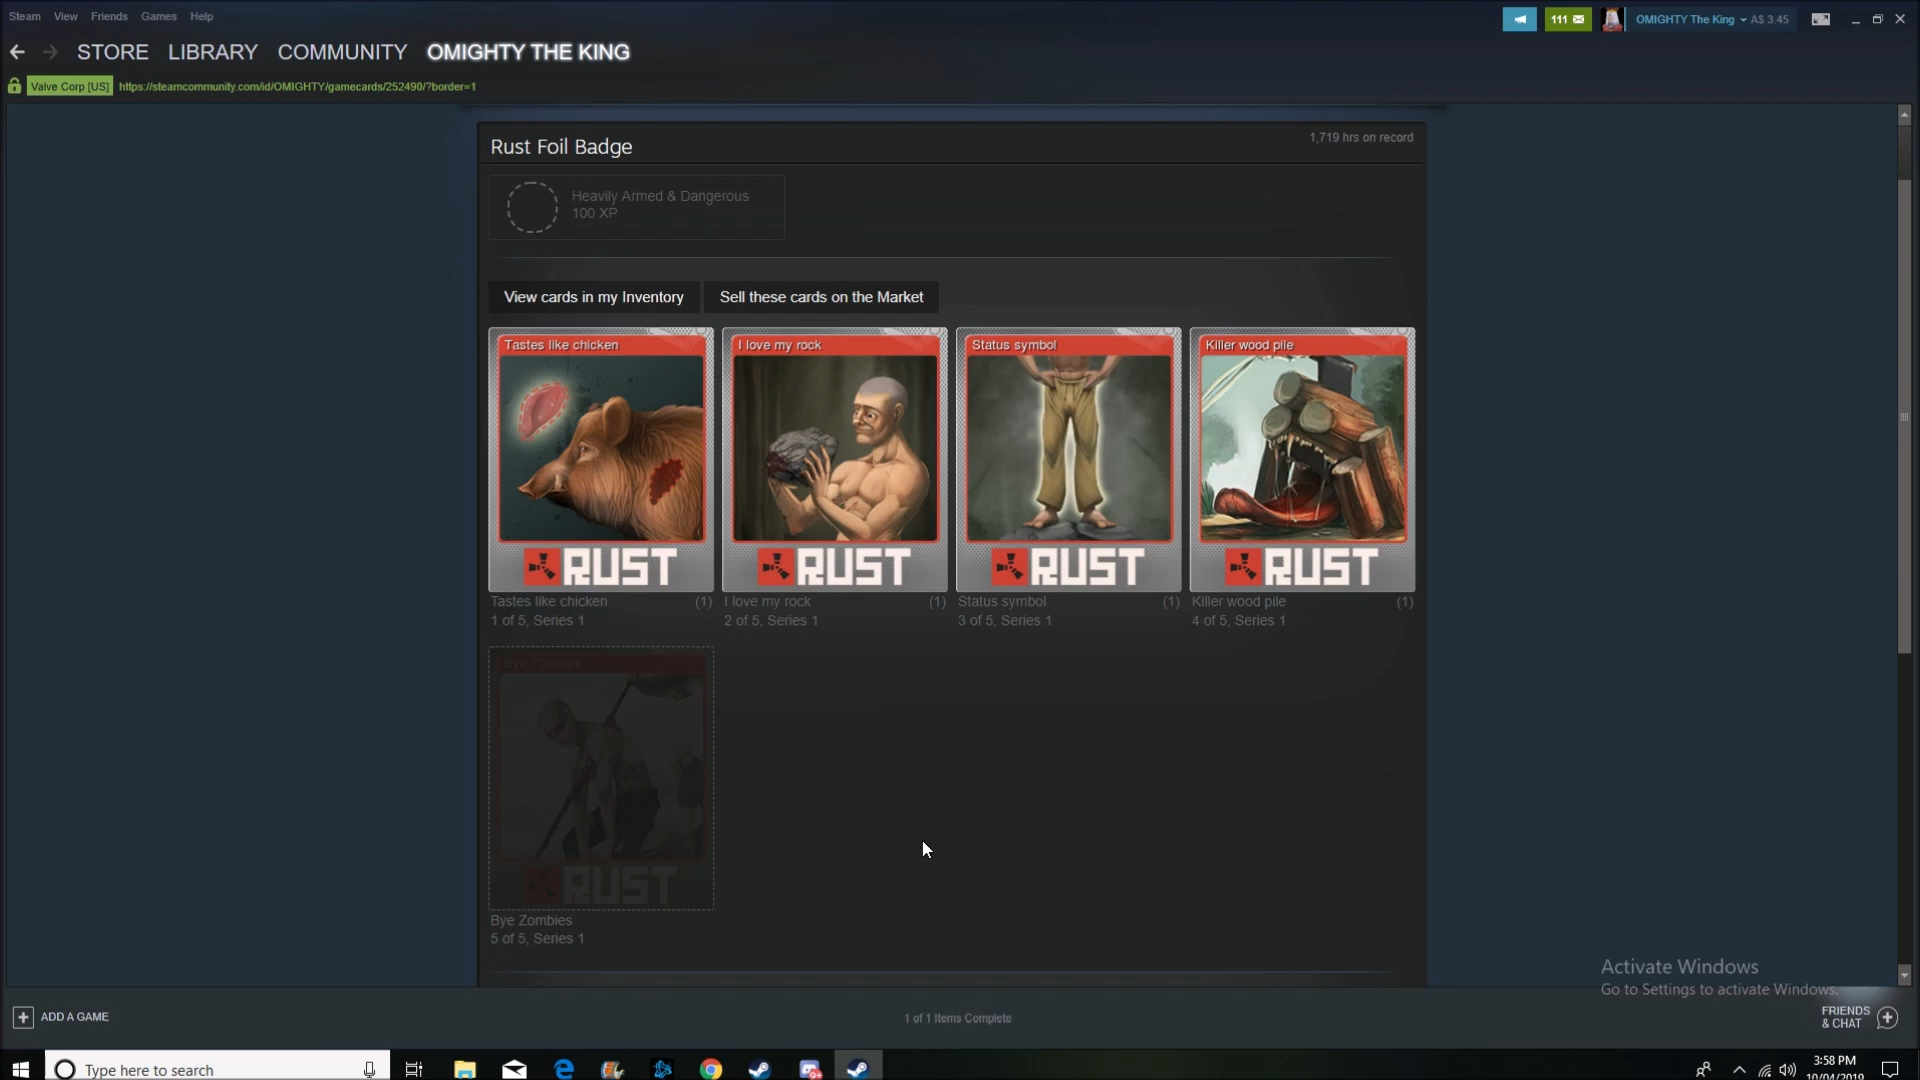 Steam View Friends Games Help
111
OMIGHTY The King A$ 3.45
STORE LIBRARY COMMUNITY OMIGHTY THE KING
Valve Corp [US] https://steamcommunity.com/id/OMIGHTY/gamecards/252490/?border=1
Rust Foil Badge
1,719 hrs on record
Heavily Armed & Dangerous
100 XP
View cards in my Inventory
Sell these cards on the Market
Tastes like chicken
I love my rock
Status symbol
Killer wood pile
RUST
RUST
RUST
RUST
Tastes like chicken (1)
1 of 5, Series 1
I love my rock (1)
2 of 5, Series 1
Status symbol (1)
3 of 5, Series 1
Killer wood pile (1)
4 of 5, Series 1
Bye Zombies
RUST
Bye Zombies
5 of 5, Series 1
Activate Windows
Go to Settings to activate Windows.
ADD A GAME
1 of 1 Items Complete
FRIENDS
& CHAT
Type here to search
3:58 PM
10/04/2019